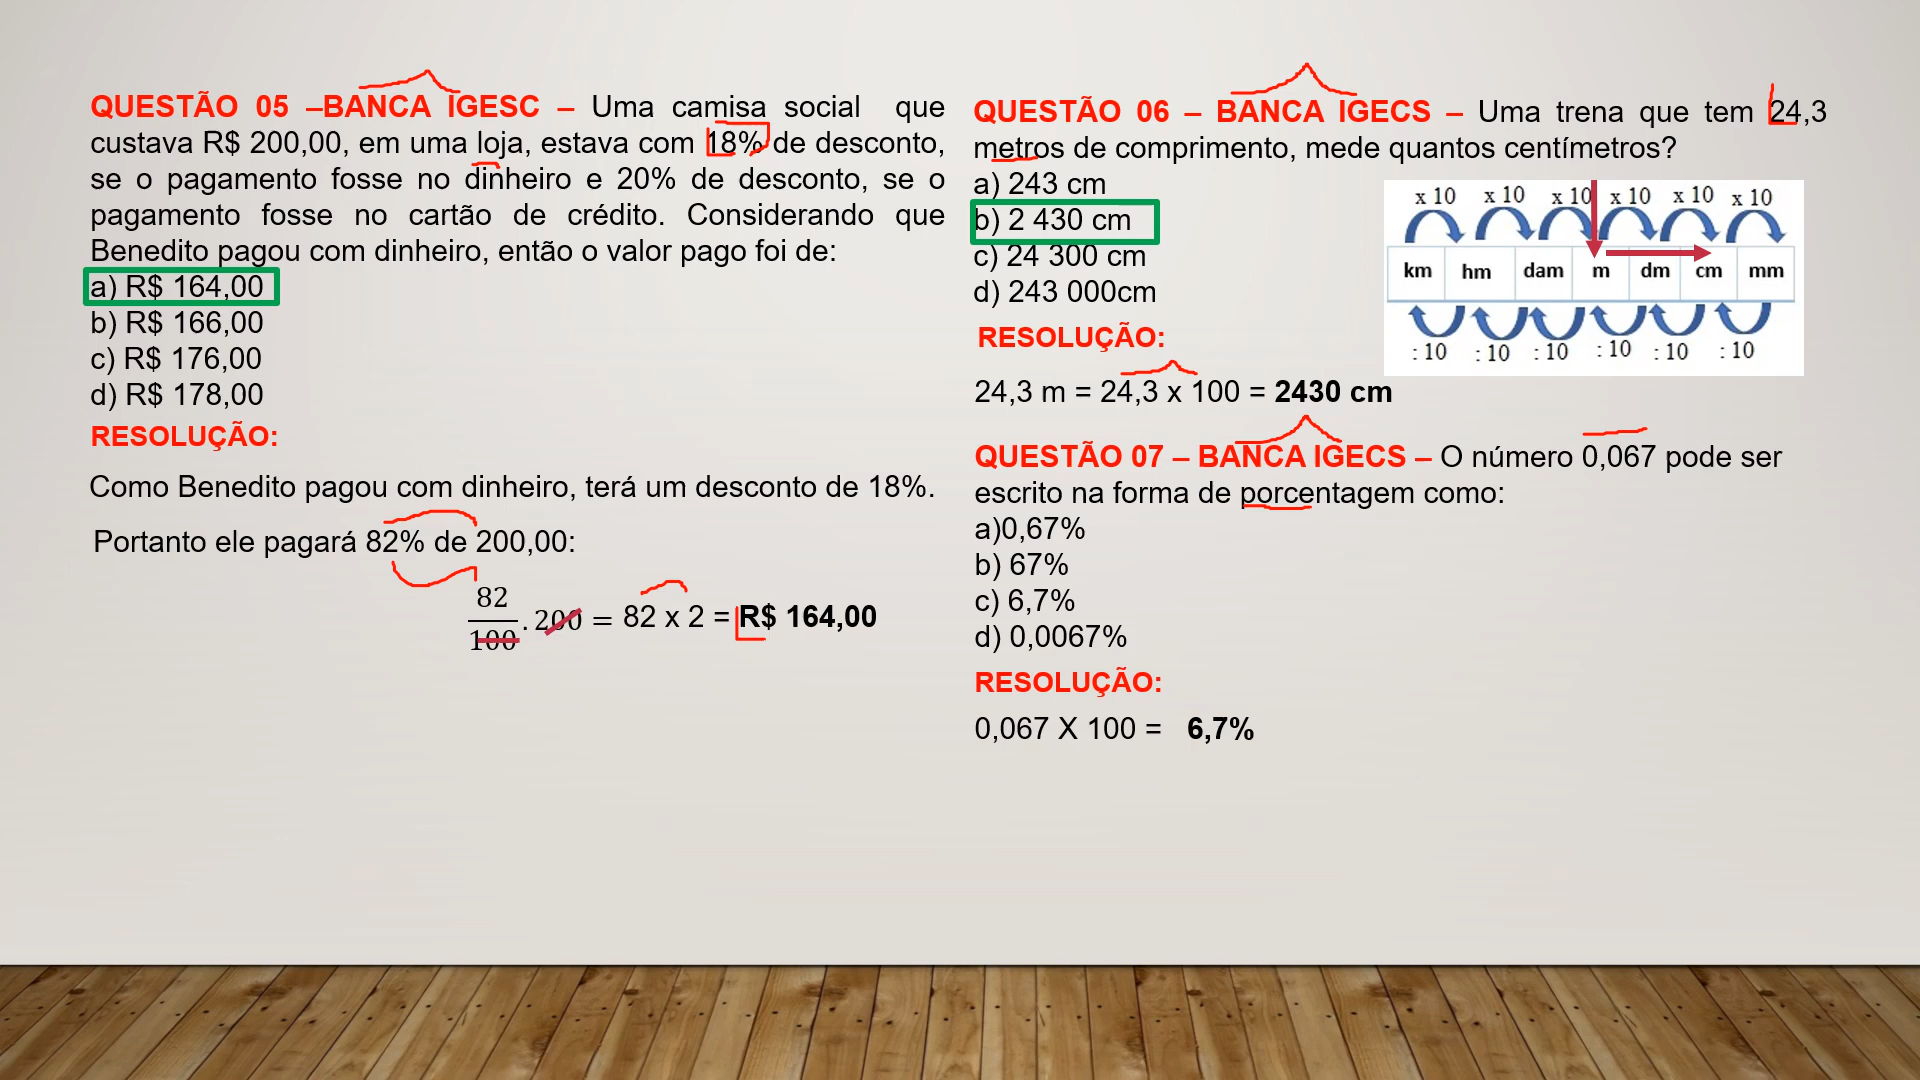 QUESTÃO 05 –BANCA IGESC – Uma camisa social que
custava R$ 200,00, em uma loja, estava com 18% de desconto,
se o pagamento fosse no dinheiro e 20% de desconto, se o
pagamento fosse no cartão de crédito. Considerando que
Benedito pagou com dinheiro, então o valor pago foi de:
a) R$ 164,00
b) R$ 166,00
c) R$ 176,00
d) R$ 178,00
RESOLUÇÃO:
Como Benedito pagou com dinheiro, terá um desconto de 18%.
Portanto ele pagará 82% de 200,00:
82
100 . 200 = 82 x 2 = R$ 164,00
QUESTÃO 06 – BANCA IGECS – Uma trena que tem 24,3
metros de comprimento, mede quantos centímetros?
a) 243 cm
b) 2 430 cm
c) 24 300 cm
d) 243 000cm
x 10 x 10 x 10 x 10 x 10 x 10
km hm dam m dm cm mm
: 10 : 10 : 10 : 10 : 10 : 10
RESOLUÇÃO:
24,3 m = 24,3 x 100 = 2430 cm
QUESTÃO 07 – BANCA IGECS – O número 0,067 pode ser
escrito na forma de porcentagem como:
a)0,67%
b) 67%
c) 6,7%
d) 0,0067%
RESOLUÇÃO:
0,067 X 100 = 6,7%